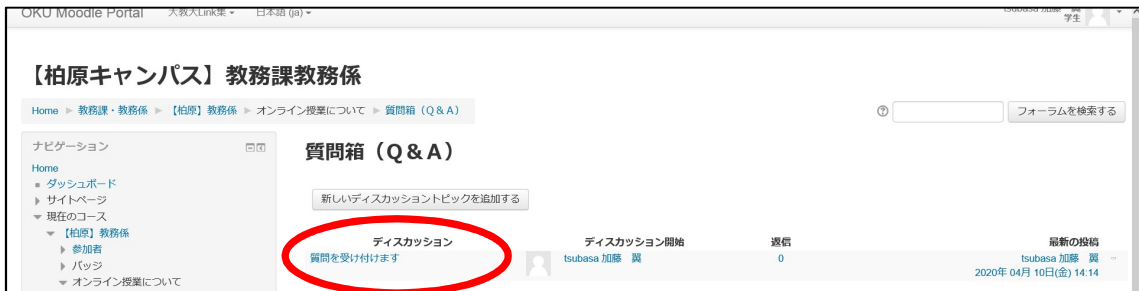 OKU Moodle Portal 大教大Link集 日本語 (ja)
tsubasa 加藤 翼
学生
【柏原キャンパス】教務課教務係
Home 教務課・教務係 【柏原】教務係 オンライン授業について 質問箱（Q＆A）
フォーラムを検索する
ナビゲーション
Home
ダッシュボード
サイトページ
現在のコース
【柏原】教務係
参加者
バッジ
オンライン授業について
質問箱（Q＆A）
新しいディスカッショントピックを追加する
ディスカッション ディスカッション開始 返信 最新の投稿
質問を受け付けます tsubasa 加藤 翼 0 tsubasa 加藤 翼
2020年 04月 10日(金) 14:14